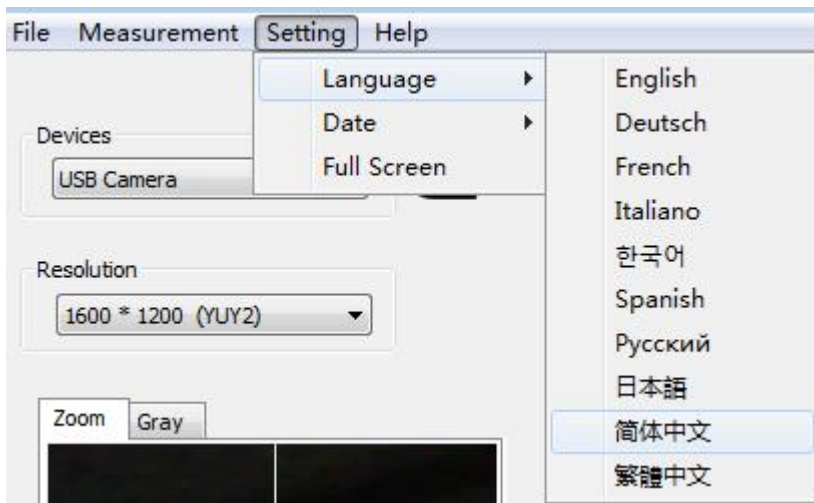 File Measurement Setting Help
Language
Date
Full Screen
English
Deutsch
French
Italiano
한국어
Spanish
Русский
日本語
简体中文
繁體中文
Devices
USB Camera
Resolution
1600 * 1200 (YUY2)
Zoom Gray